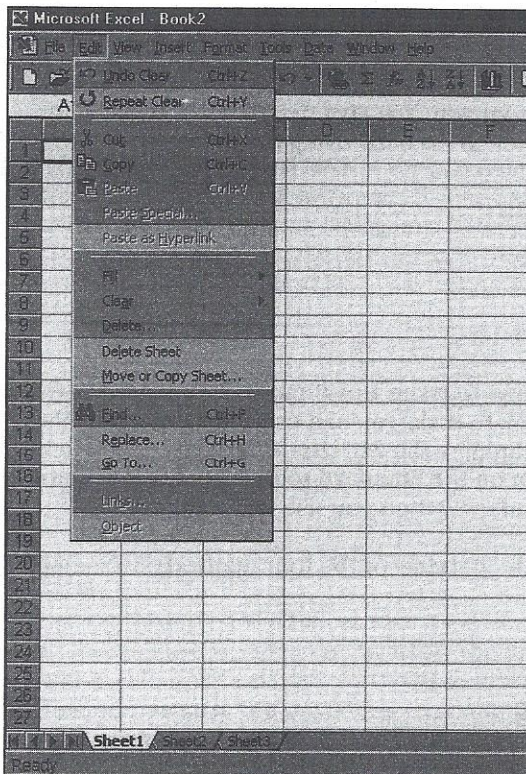 Microsoft Excel - Book2
File Edit View Insert Format Tools Data Window Help
Undo Clear Ctrl+Z
A
Repeat Clear Ctrl+Y
D E F
Cut Ctrl+X
Copy Ctrl+C
Paste Ctrl+V
Paste Special...
Paste as Hyperlink
Fill
Clear
Delete...
Delete Sheet
Move or Copy Sheet...
Find... Ctrl+F
Replace... Ctrl+H
Go To... Ctrl+G
Links...
Object
1
2
3
4
5
6
7
8
9
10
11
12
13
14
15
16
17
18
19
20
21
22
23
24
25
26
27
Sheet1 Sheet2 Sheet3
Ready